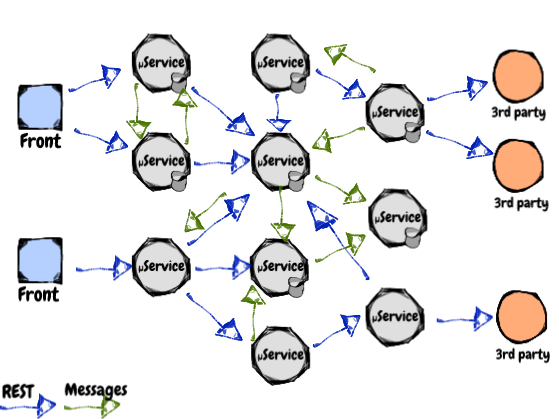 μService
μService
3rd party
Front
μService
μService
μService
3rd party
μService
Front
μService
μService
μService
3rd party
μService
REST
Messages